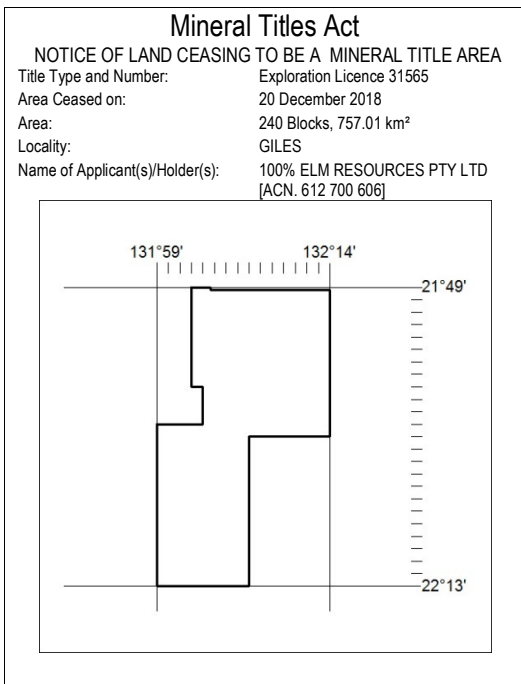 Mineral Titles Act
NOTICE OF LAND CEASING TO BE A MINERAL TITLE AREA
Title Type and Number: Exploration Licence 31565
Area Ceased on: 20 December 2018
Area: 240 Blocks, 757.01 km²
Locality: GILES
Name of Applicant(s)/Holder(s): 100% ELM RESOURCES PTY LTD
[ACN. 612 700 606]
131°59' 132°14'
21°49'
22°13'